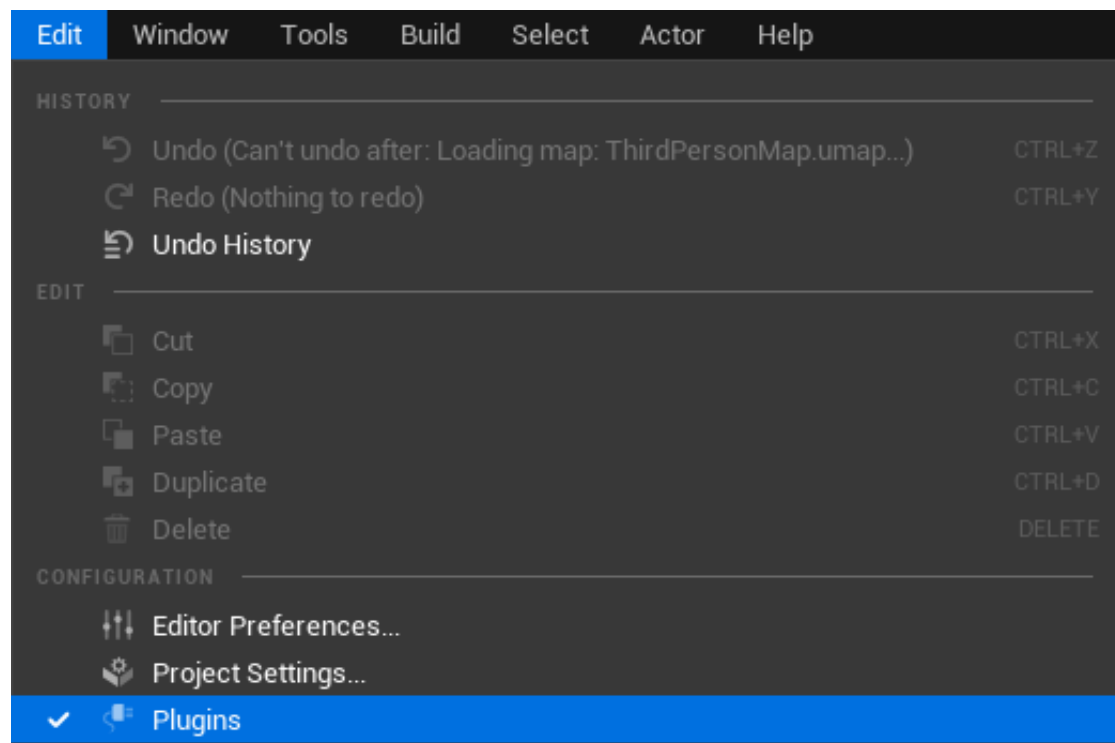 Edit Window Tools Build Select Actor Help
HISTORY
Undo (Can't undo after: Loading map: ThirdPersonMap.umap...) CTRL+Z
Redo (Nothing to redo) CTRL+Y
Undo History
EDIT
Cut CTRL+X
Copy CTRL+C
Paste CTRL+V
Duplicate CTRL+D
Delete DELETE
CONFIGURATION
Editor Preferences...
Project Settings...
Plugins